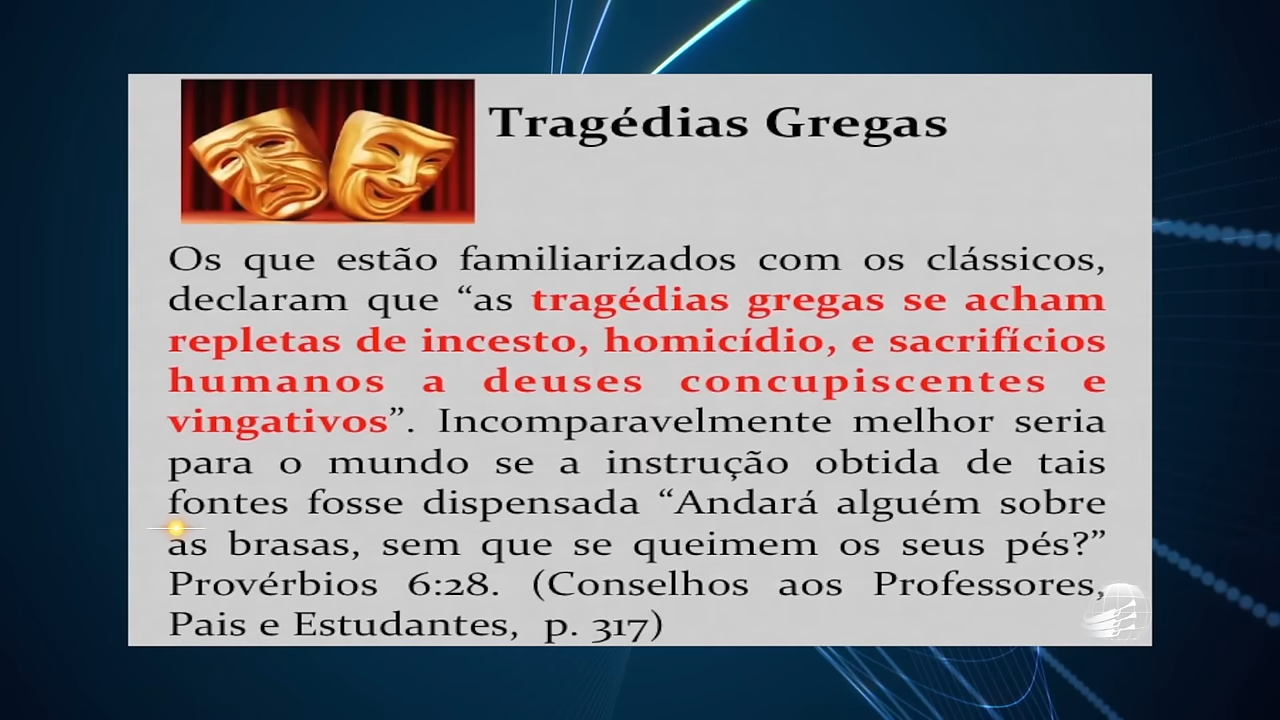 Tragédias Gregas
Os que estão familiarizados com os clássicos,
declaram que “as tragédias gregas se acham
repletas de incesto, homicídio, e sacrifícios
humanos a deuses concupiscentes e
vingativos”. Incomparavelmente melhor seria
para o mundo se a instrução obtida de tais
fontes fosse dispensada “Andará alguém sobre
as brasas, sem que se queimem os seus pés?”
Provérbios 6:28. (Conselhos aos Professores,
Pais e Estudantes, p. 317)